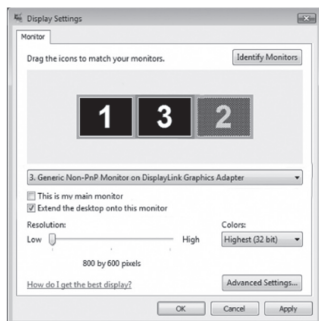 Display Settings
Monitor
Drag the icons to match your monitors.
Identify Monitors
1 3 2
3. Generic Non-PnP Monitor on DisplayLink Graphics Adapter
This is my main monitor
Extend the desktop onto this monitor
Resolution:
Colors:
Low High
Highest (32 bit)
800 by 600 pixels
How do I get the best display?
Advanced Settings...
OK Cancel Apply